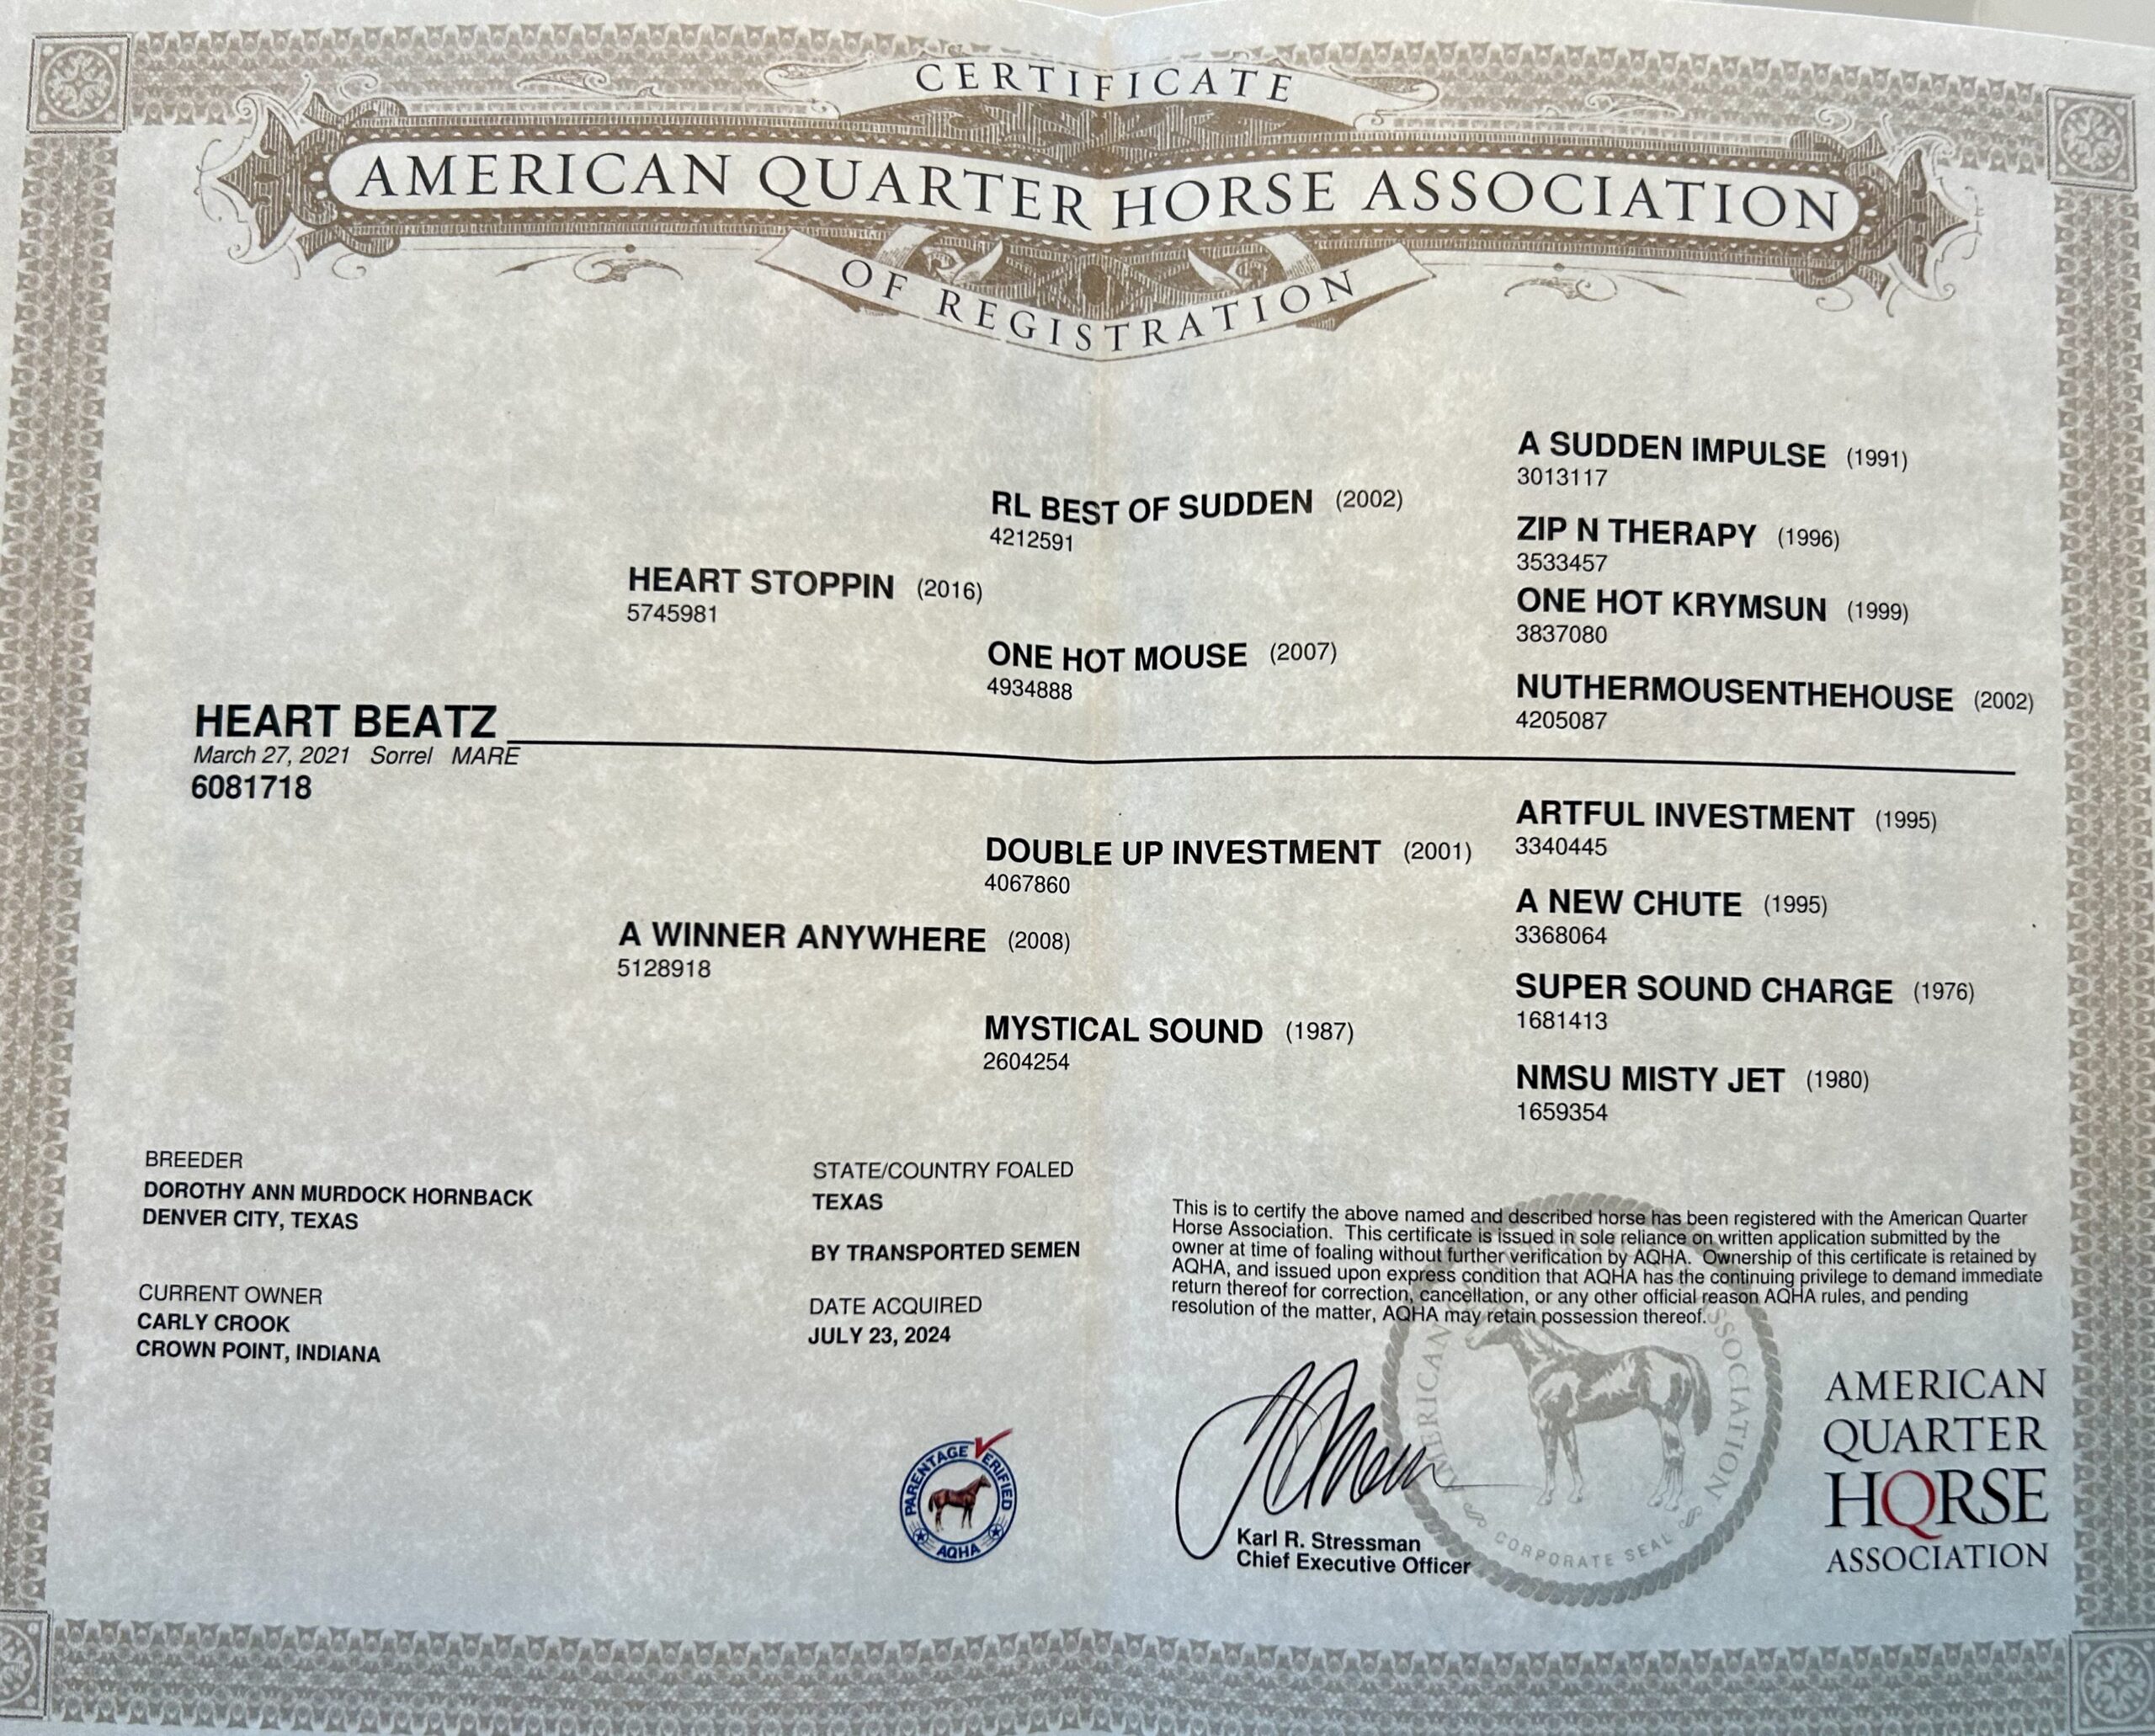 CERTIFICATE
AMERICAN QUARTER HORSE ASSOCIATION
OF REGISTRATION
A SUDDEN IMPULSE (1991)
3013117
RL BEST OF SUDDEN (2002)
4212591
ZIP N THERAPY (1996)
3533457
HEART STOPPIN (2016)
5745981
ONE HOT KRYMSUN (1999)
3837080
ONE HOT MOUSE (2007)
4934888
NUTHERMOUSENTHEHOUSE (2002)
4205087
HEART BEATZ
March 27, 2021 Sorrel MARE
6081718
ARTFUL INVESTMENT (1995)
3340445
DOUBLE UP INVESTMENT (2001)
4067860
A NEW CHUTE (1995)
3368064
A WINNER ANYWHERE (2008)
5128918
SUPER SOUND CHARGE (1976)
1681413
MYSTICAL SOUND (1987)
2604254
NMSU MISTY JET (1980)
1659354
BREEDER
DOROTHY ANN MURDOCK HORNBACK
DENVER CITY, TEXAS
CURRENT OWNER
CARLY CROOK
CROWN POINT, INDIANA
STATE/COUNTRY FOALED
TEXAS
BY TRANSPORTED SEMEN
DATE ACQUIRED
JULY 23, 2024
PARENTAGE VERIFIED
AQHA
This is to certify the above named and described horse has been registered with the American Quarter
Horse Association. This certificate is issued in sole reliance on written application submitted by the
owner at time of foaling without further verification by AQHA. Ownership of this certificate is retained by
AQHA, and issued upon express condition that AQHA has the continuing privilege to demand immediate
return thereof for correction, cancellation, or any other official reason AQHA rules, and pending
resolution of the matter, AQHA may retain possession thereof.
Karl R. Stressman
Chief Executive Officer
AMERICAN
ASSOCIATION
CORPORATE SEAL
AMERICAN
QUARTER
HORSE
ASSOCIATION